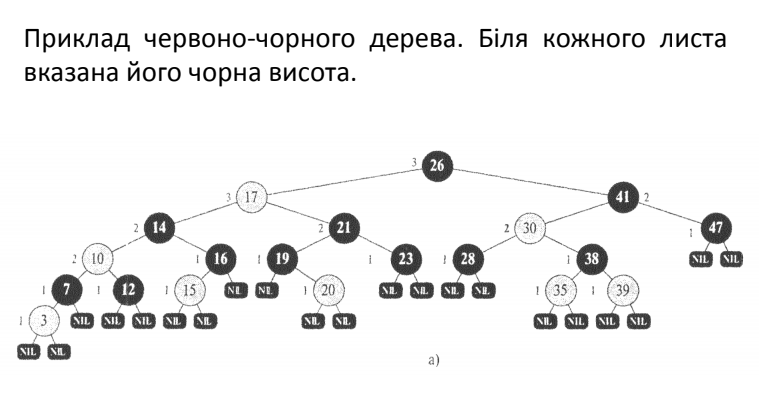 Приклад червоно-чорного дерева. Біля кожного листа
вказана його чорна висота.
3 26
3 17 41 2
2 14 2 21 2 30 1 47
2 10 1 16 1 19 1 23 1 28 1 38 NIL NIL
1 7 1 12 1 15 NIL NIL 1 20 NIL NIL NIL NIL 1 35 1 39
1 3 NIL NIL NIL NIL NIL NIL NIL NIL NIL NIL NIL
NIL NIL
а)